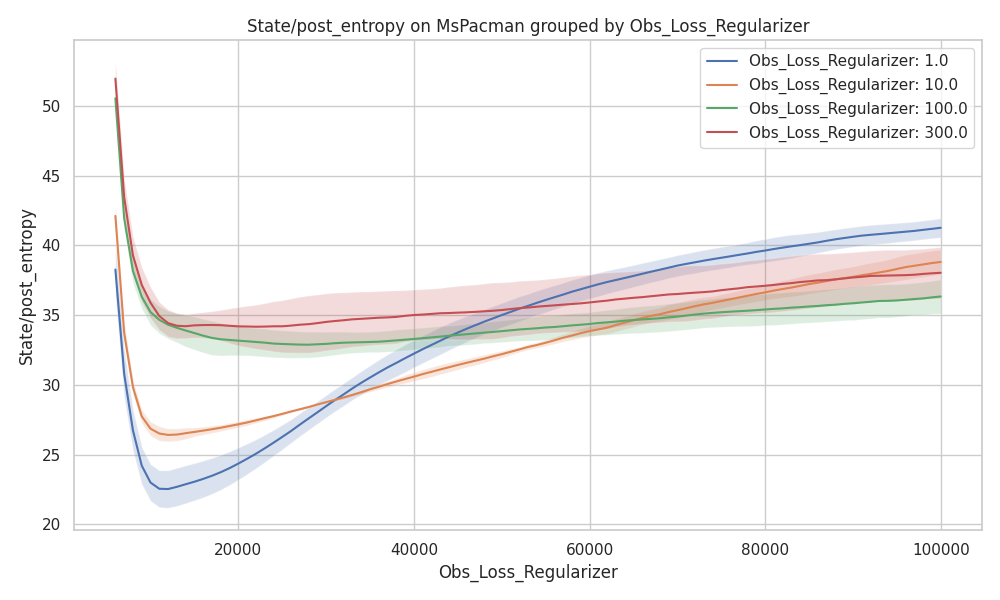 State/post_entropy on MsPacman grouped by Obs_Loss_Regularizer
Obs_Loss_Regularizer: 1.0
Obs_Loss_Regularizer: 10.0
Obs_Loss_Regularizer: 100.0
Obs_Loss_Regularizer: 300.0
State/post_entropy
50
45
40
35
30
25
20
20000
40000
60000
80000
100000
Obs_Loss_Regularizer